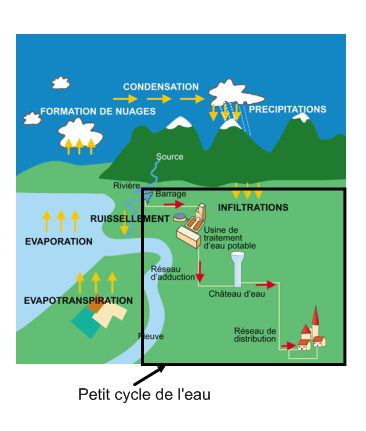 CONDENSATION
FORMATION DE NUAGES
PRECIPITATIONS
Source
Rivière
Barrage
RUISSELLEMENT
INFILTRATIONS
Usine de
traitement
d'eau potable
EVAPORATION
Réseau
d'adduction
EVAPOTRANSPIRATION
Château d'eau
Réseau de
distribution
Fleuve
Petit cycle de l'eau